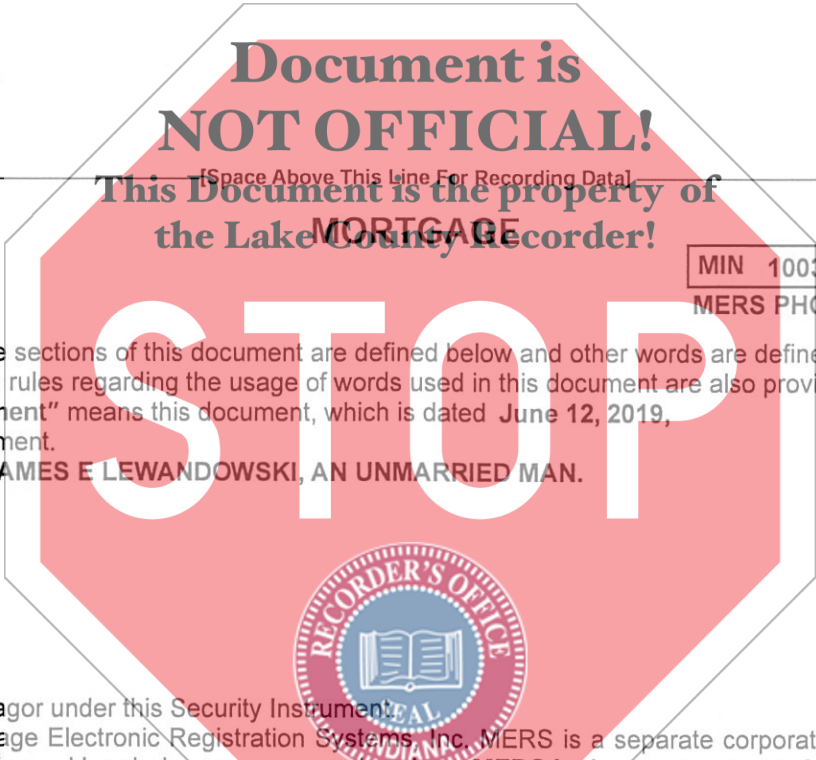 Document is
NOT OFFICIAL!
[Space Above This Line For Recording Data]
This Document is the property of
the Lake County Recorder!
MORTGAGE
MIN 1003
MERS PHO
e sections of this document are defined below and other words are define
rules regarding the usage of words used in this document are also provi
ent" means this document, which is dated June 12, 2019,
ment.
AMES E LEWANDOWSKI, AN UNMARRIED MAN.
STOP
RECORDER'S OFFICE
SEAL
INDIANA
agor under this Security Instrument.
age Electronic Registration Systems, Inc. MERS is a separate corporat